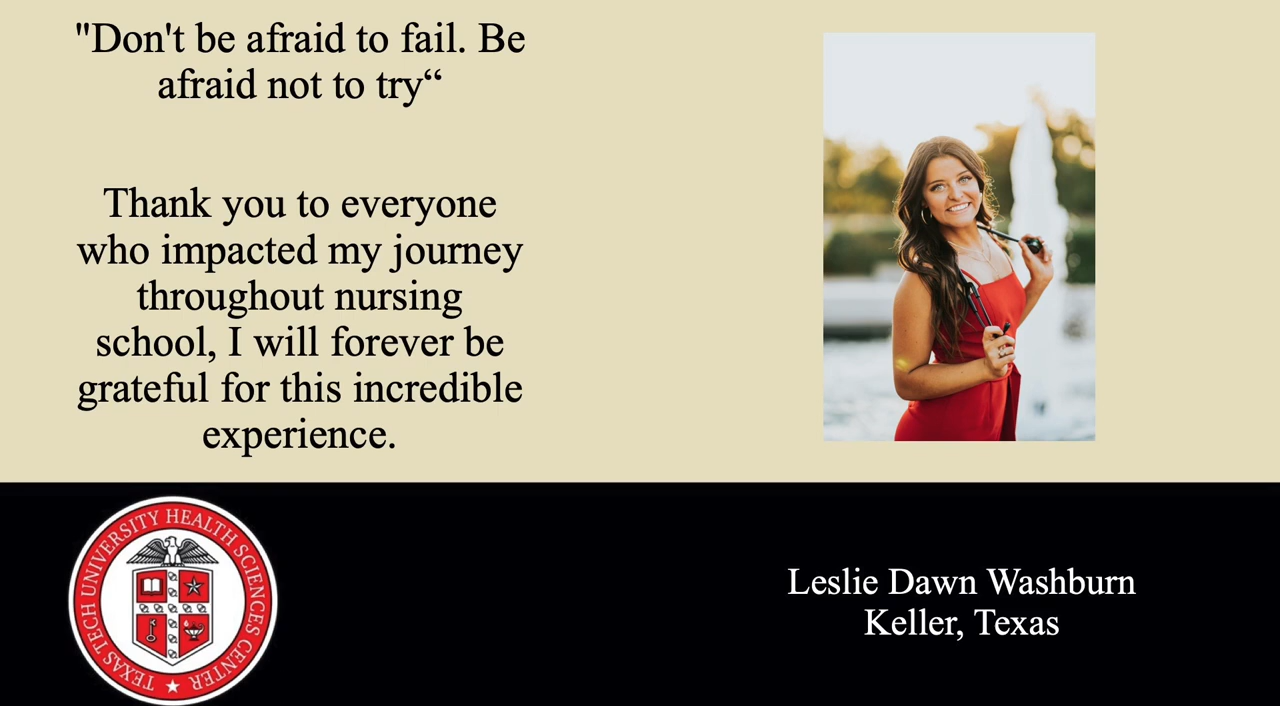 "Don't be afraid to fail. Be
afraid not to try“
Thank you to everyone
who impacted my journey
throughout nursing
school, I will forever be
grateful for this incredible
experience.
TEXAS TECH UNIVERSITY HEALTH SCIENCES CENTER
Leslie Dawn Washburn
Keller, Texas